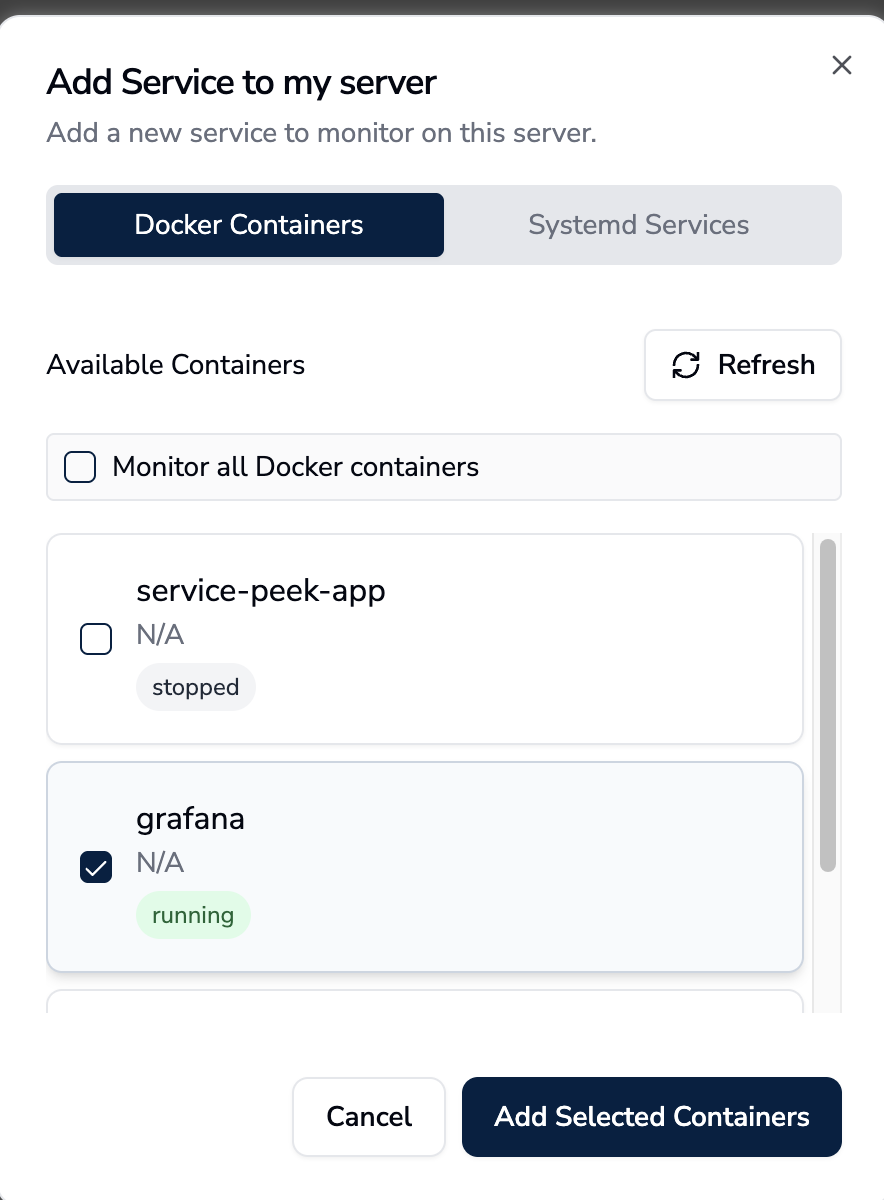 Add Service to my server
Add a new service to monitor on this server.
Docker Containers
Systemd Services
Available Containers
Refresh
Monitor all Docker containers
service-peek-app
N/A
stopped
grafana
N/A
running
Cancel
Add Selected Containers